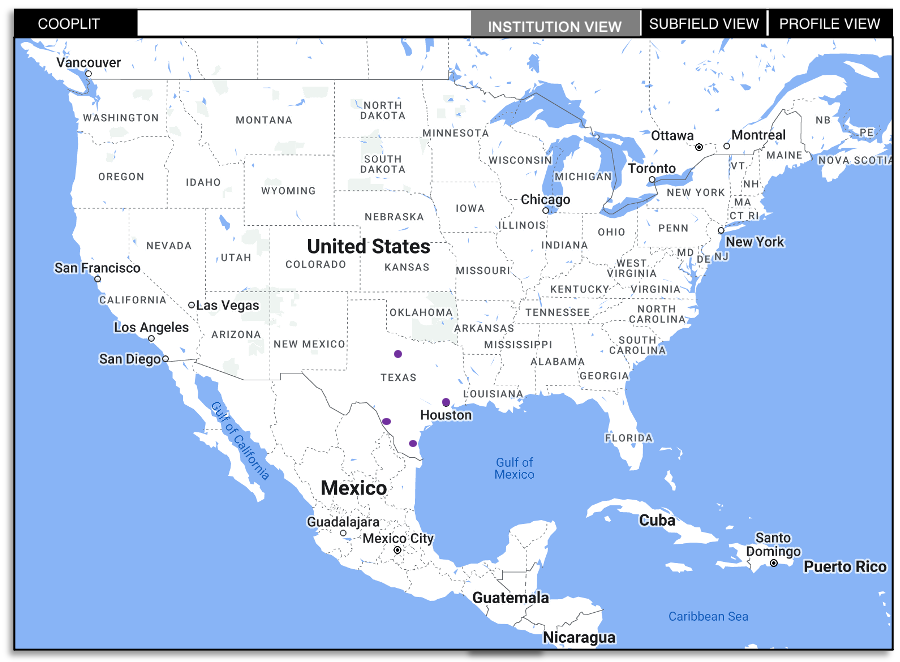 COOPLIT
INSTITUTION VIEW
SUBFIELD VIEW
PROFILE VIEW
Vancouver
WASHINGTON
MONTANA
NORTH
DAKOTA
MINNESOTA
Ottawa
Montreal
NB
PE
NOVA SCOTIA
MAINE
OREGON
IDAHO
WYOMING
SOUTH
DAKOTA
WISCONSIN
MICHIGAN
Toronto
VT
NH
NEW YORK
MA
CT RI
Chicago
IOWA
NEBRASKA
ILLINOIS
INDIANA
OHIO
PENN
New York
NEVADA
UTAH
United States
COLORADO
KANSAS
MISSOURI
WEST
VIRGINIA
MD
DE
NJ
San Francisco
CALIFORNIA
Las Vegas
KENTUCKY
VIRGINIA
Los Angeles
ARIZONA
NEW MEXICO
OKLAHOMA
ARKANSAS
TENNESSEE
NORTH
CAROLINA
San Diego
MISSISSIPPI
ALABAMA
SOUTH
CAROLINA
GEORGIA
TEXAS
LOUISIANA
Houston
FLORIDA
Gulf of California
Gulf of
Mexico
Mexico
Guadalajara
Mexico City
Cuba
Santo
Domingo
Puerto Rico
Guatemala
Caribbean Sea
Nicaragua